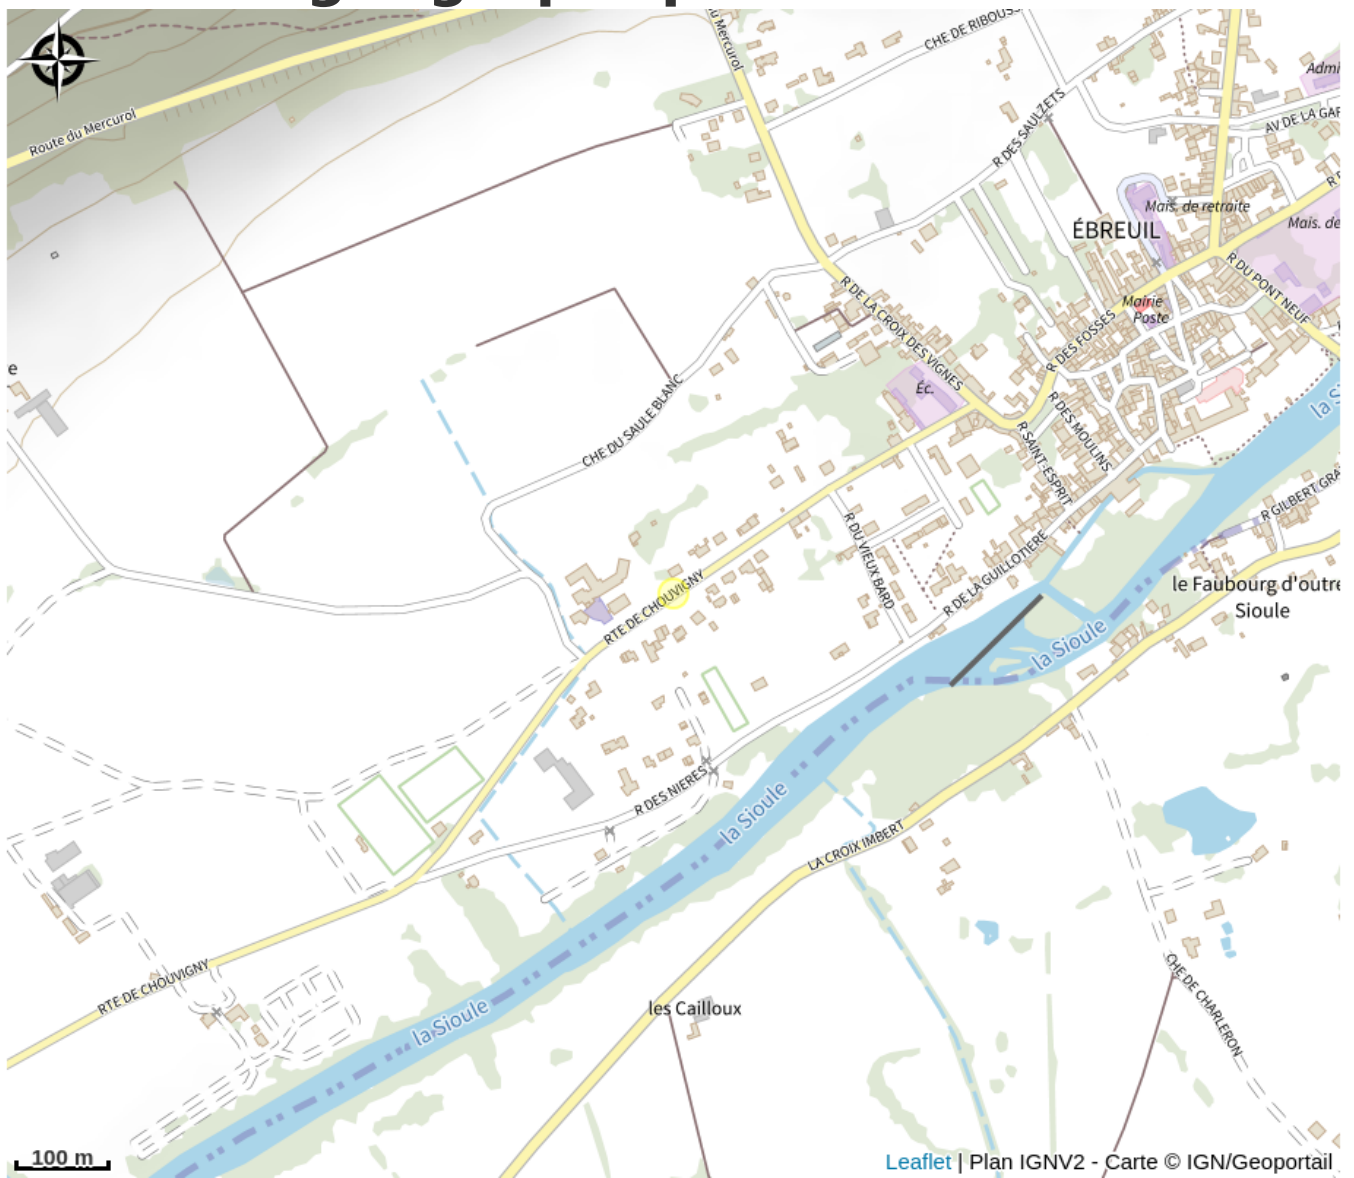 CHE DE RIBOUSS
u Mercurol
Admi
Route du Mercurol
AV DE LA GAR
R DES SAULZETS
Mais. de retraite
Mais. de
ÉBREUIL
R DU PONT NEUF
R DE LA CROIX DES VIGNES
Mairie
Poste
R DES FOSSES
e
CHE DU SAULE BLANC
Éc.
la S
R DES MOULINS
R SAINT-ESPRIT
R GILBERT GRA
R DU VIEUX BARD
R DE LA GUILLOTIERE
RTE DE CHOUVIGNY
le Faubourg d'outre
Sioule
la Sioule
R DES NIERES
la Sioule
LA CROIX IMBERT
RTE DE CHOUVIGNY
la Sioule
les Cailloux
CHE DE CHARLERON
100 m
Leaflet | Plan IGNV2 - Carte © IGN/Geoportail